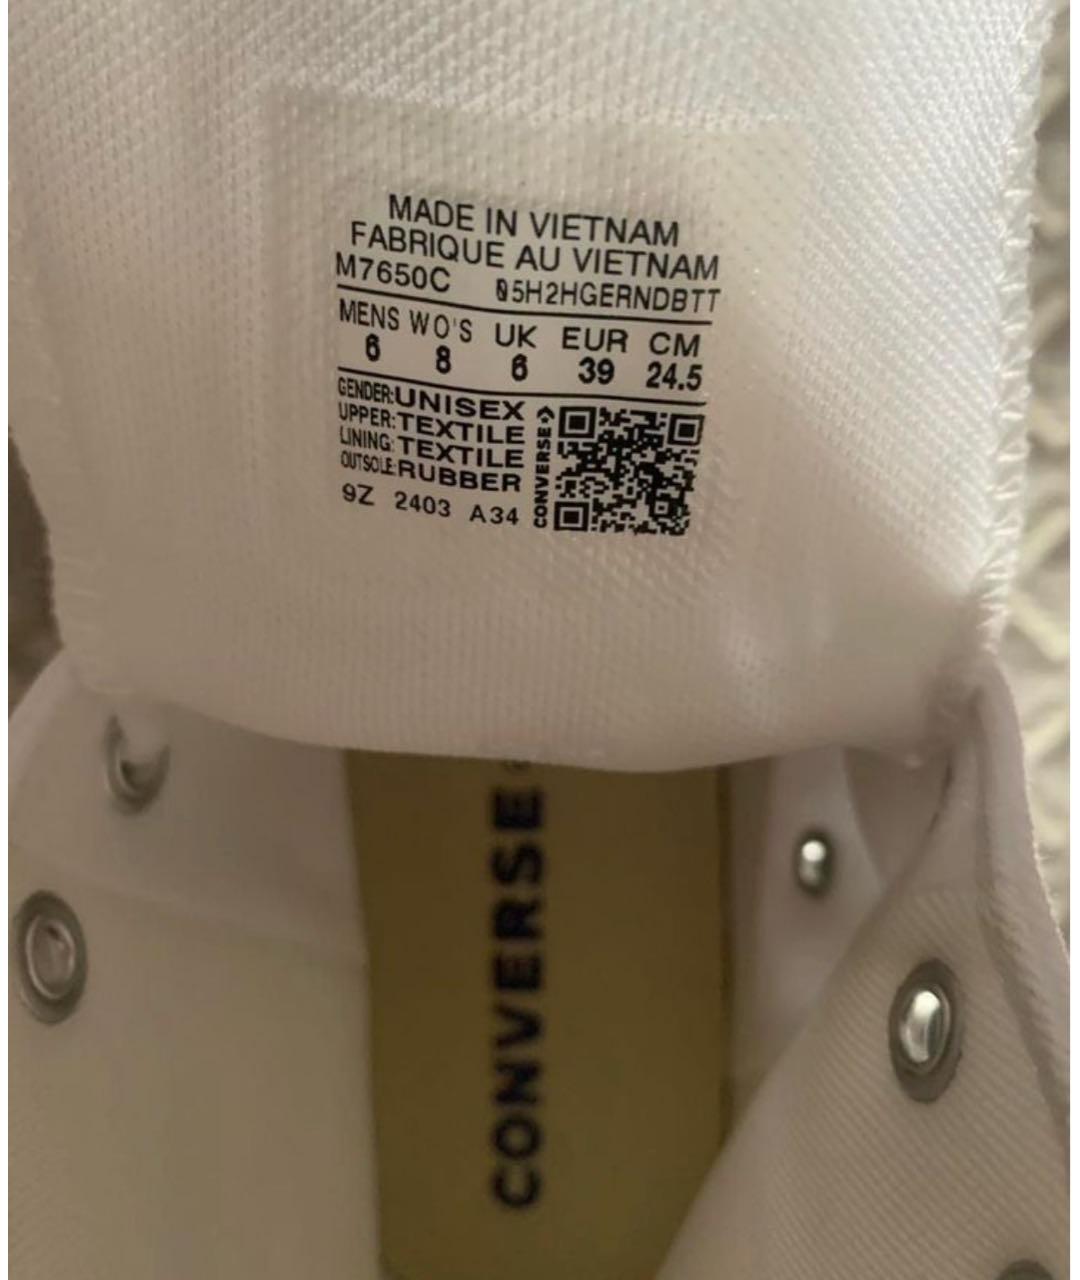 MADE IN VIETNAM
FABRIQUE AU VIETNAM
M7650C 05H2HGERNDBTT
MENS WO'S UK EUR CM
6 8 6 39 24.5
GENDER:UNISEX
UPPER:TEXTILE
LINING:TEXTILE
OUTSOLE:RUBBER
9Z 2403 A34
CONVERSE
CONVERSE